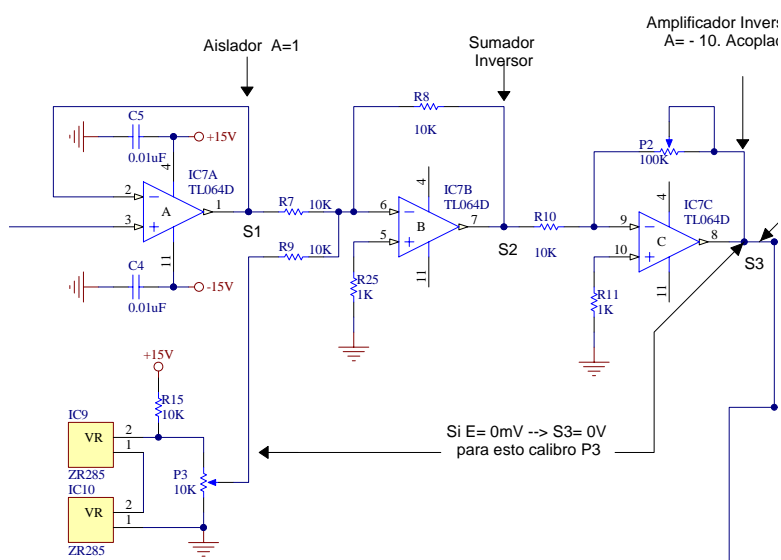 Aislador A=1
Sumador
Inversor
Amplificador Invers
A= - 10. Acoplad
C5
+15V
0.01uF
4
IC7A
TL064D
2
3
A
1
S1
11
C4
-15V
0.01uF
R7
10K
R9
10K
R8
10K
IC7B
TL064D
4
6
5
B
7
S2
11
R25
1K
R10
10K
P2
100K
IC7C
TL064D
4
9
10
C
8
S3
11
R11
1K
+15V
R15
10K
IC9
VR
2
1
ZR285
IC10
VR
2
1
ZR285
P3
10K
Si E= 0mV --> S3= 0V
para esto calibro P3